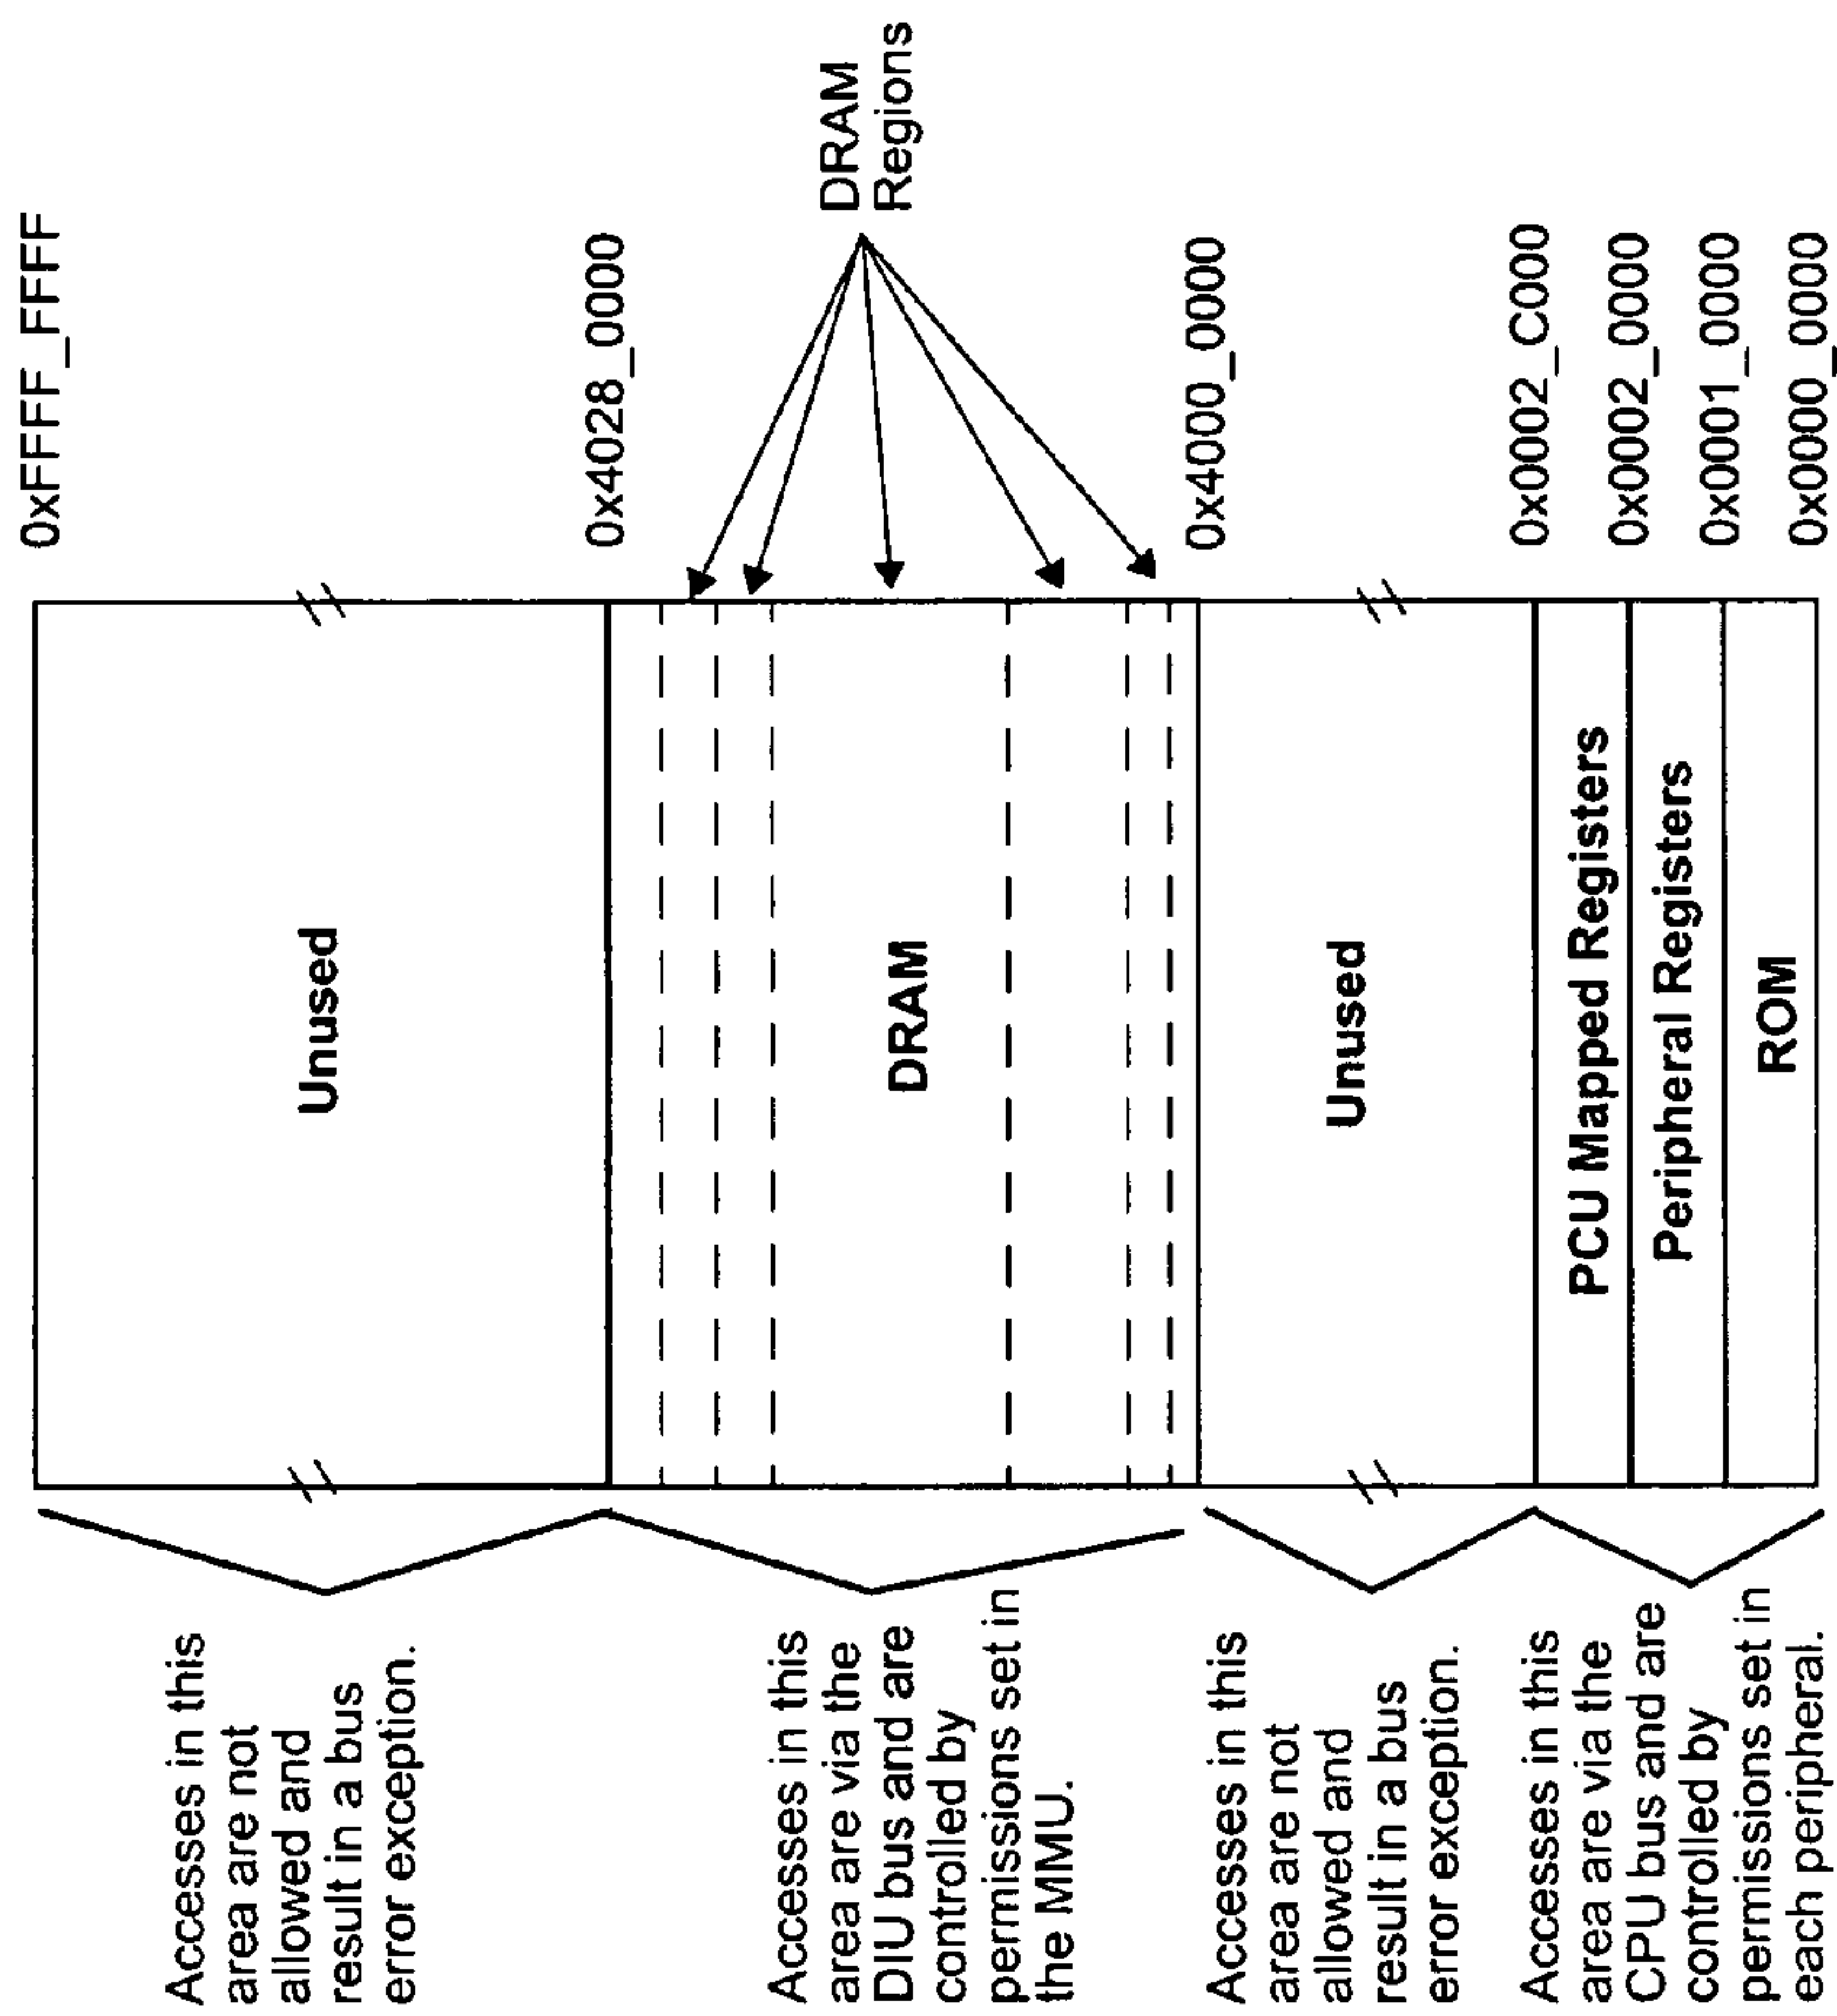 Accesses in this
area are not
allowed and
result in a bus
error exception.
Accesses in this
area are via the
DIU bus and are
controlled by
permissions set in
the MMU.
Accesses in this
area are not
allowed and
result in a bus
error exception.
Accesses in this
area are via the
CPU bus and are
controlled by
permissions set in
each peripheral.
Unused
DRAM
Unused
PCU Mapped Registers
Peripheral Registers
ROM
0xFFFF_FFFF
0x4028_0000
0x4000_0000
0x0002_C000
0x0002_0000
0x0001_0000
0x0000_0000
DRAM
Regions